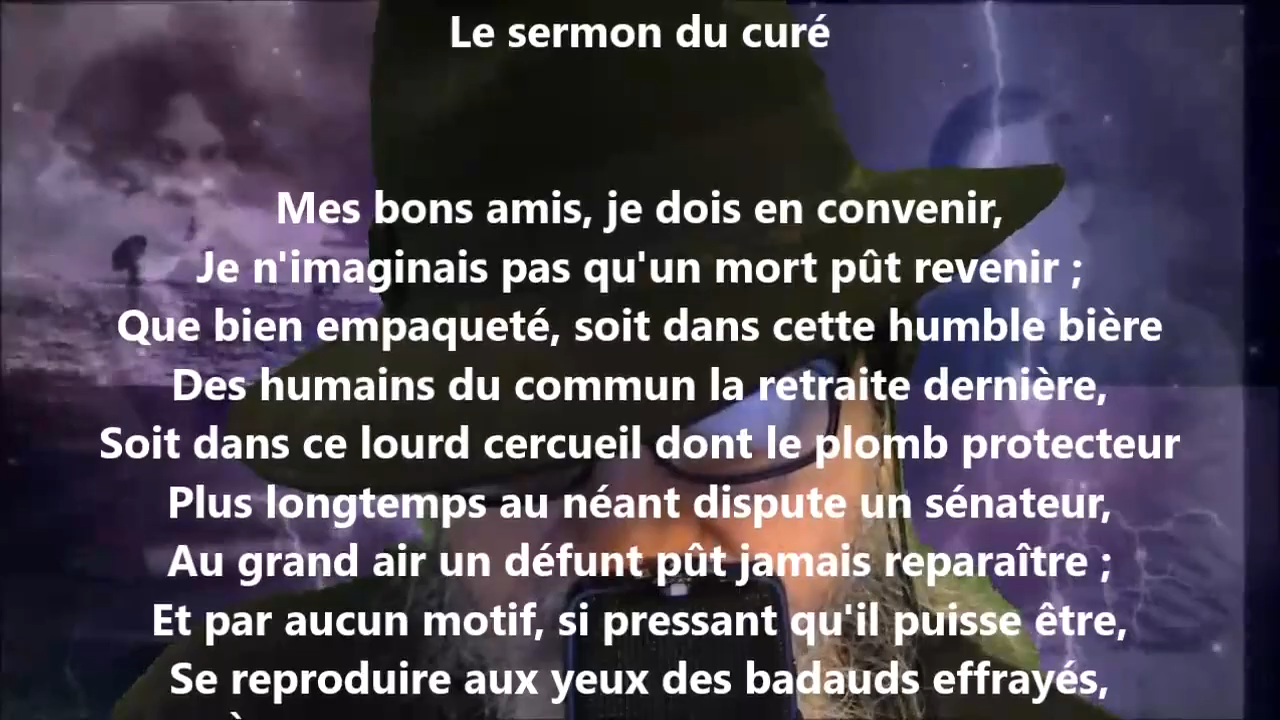 Le sermon du curé
Mes bons amis, je dois en convenir,
Je n'imaginais pas qu'un mort pût revenir ;
Que bien empaqueté, soit dans cette humble bière
Des humains du commun la retraite dernière,
Soit dans ce lourd cercueil dont le plomb protecteur
Plus longtemps au néant dispute un sénateur,
Au grand air un défunt pût jamais reparaître ;
Et par aucun motif, si pressant qu'il puisse être,
Se reproduire aux yeux des badauds effrayés,